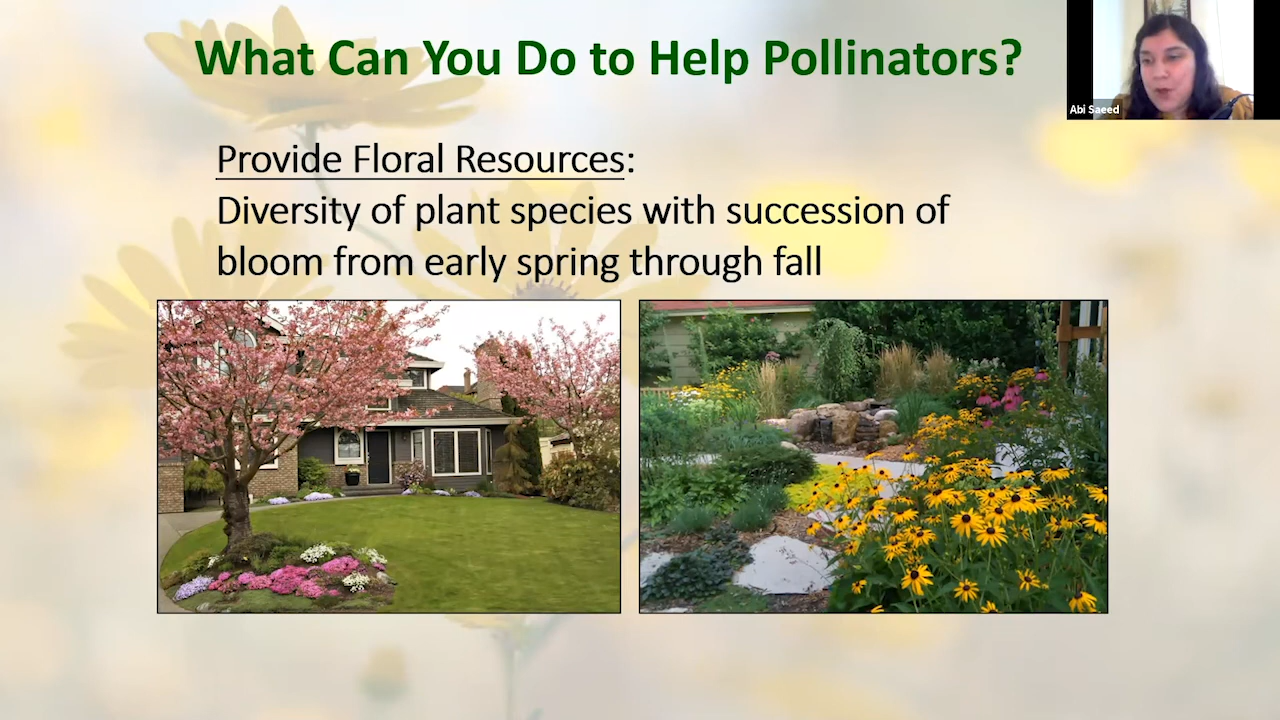 What Can You Do to Help Pollinators?
Abi Saeed
Provide Floral Resources:
Diversity of plant species with succession of
bloom from early spring through fall